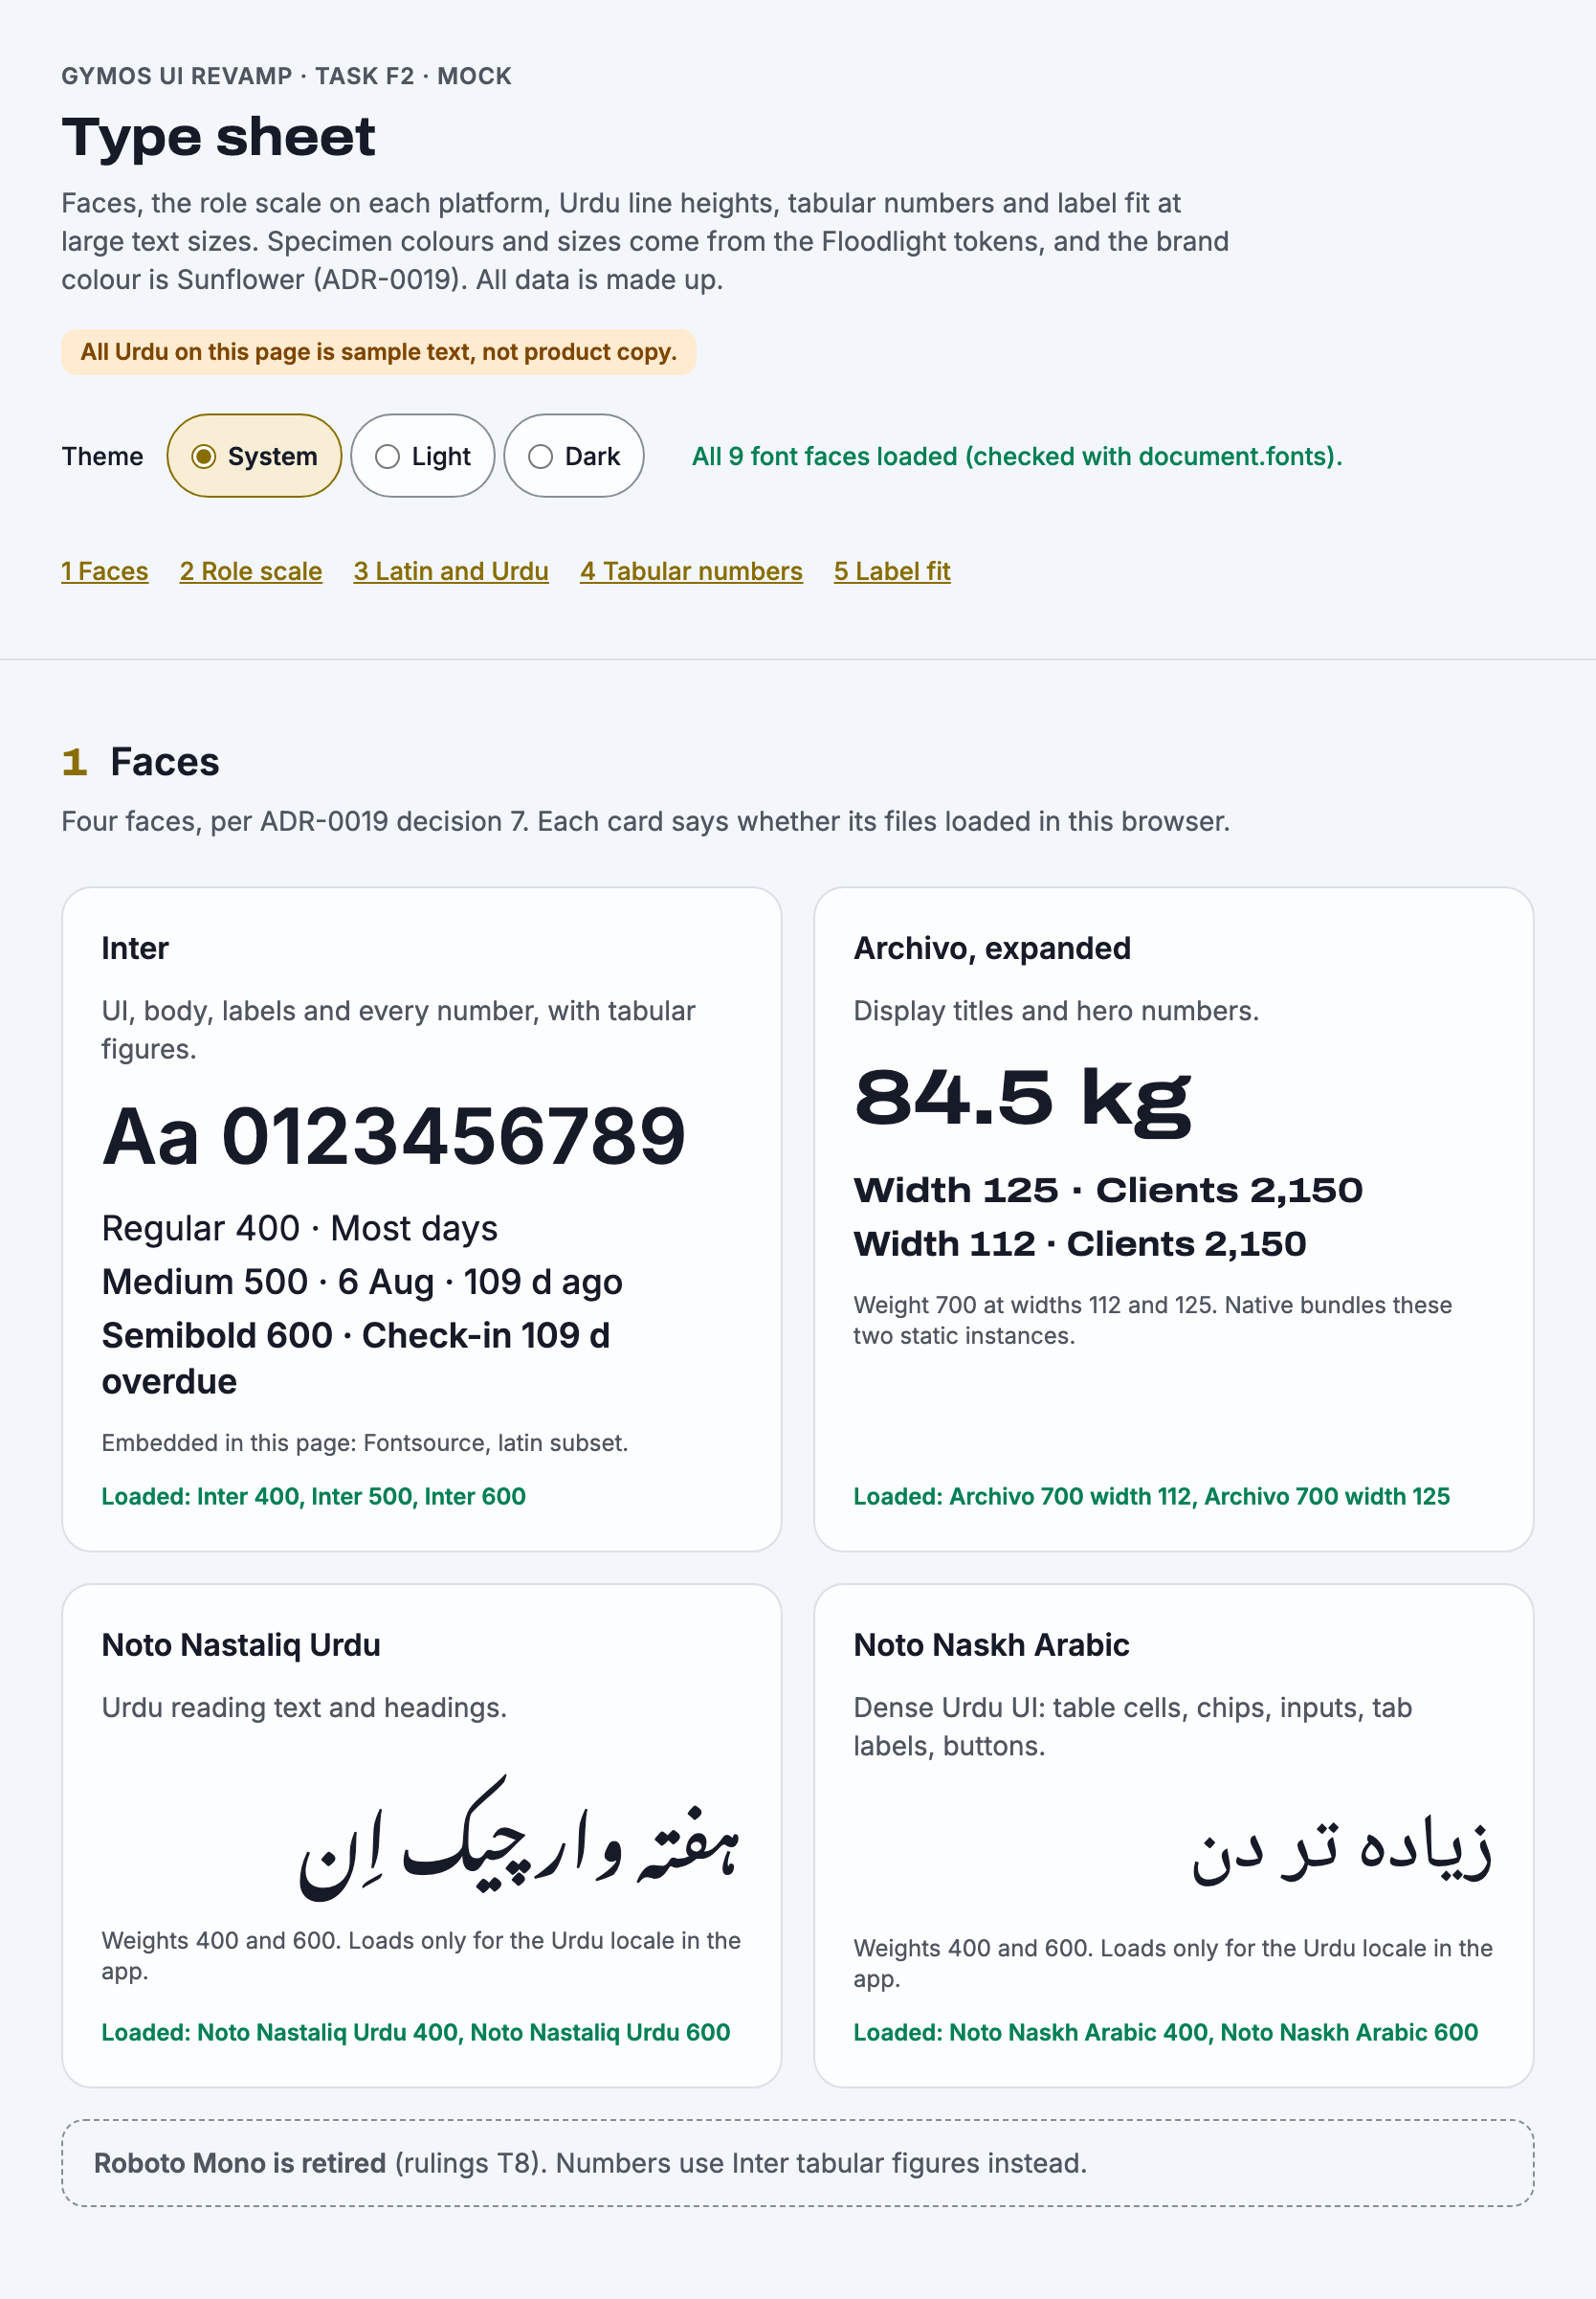 GYMOS UI REVAMP · TASK F2 · MOCK
Type sheet
Faces, the role scale on each platform, Urdu line heights, tabular numbers and label fit at
large text sizes. Specimen colours and sizes come from the Floodlight tokens, and the brand
colour is Sunflower (ADR-0019). All data is made up.
All Urdu on this page is sample text, not product copy.
Theme System Light Dark All 9 font faces loaded (checked with document.fonts).
1 Faces 2 Role scale 3 Latin and Urdu 4 Tabular numbers 5 Label fit
1 Faces
Four faces, per ADR-0019 decision 7. Each card says whether its files loaded in this browser.
Inter
UI, body, labels and every number, with tabular
figures.
Aa 0123456789
Regular 400 · Most days
Medium 500 · 6 Aug · 109 d ago
Semibold 600 · Check-in 109 d
overdue
Embedded in this page: Fontsource, latin subset.
Loaded: Inter 400, Inter 500, Inter 600
Archivo, expanded
Display titles and hero numbers.
84.5 kg
Width 125 · Clients 2,150
Width 112 · Clients 2,150
Weight 700 at widths 112 and 125. Native bundles these
two static instances.
Loaded: Archivo 700 width 112, Archivo 700 width 125
Noto Nastaliq Urdu
Urdu reading text and headings.
ہفتہ وار چیک اِن
Weights 400 and 600. Loads only for the Urdu locale in the
app.
Loaded: Noto Nastaliq Urdu 400, Noto Nastaliq Urdu 600
Noto Naskh Arabic
Dense Urdu UI: table cells, chips, inputs, tab
labels, buttons.
زیادہ تر دن
Weights 400 and 600. Loads only for the Urdu locale in the
app.
Loaded: Noto Naskh Arabic 400, Noto Naskh Arabic 600
Roboto Mono is retired (rulings T8). Numbers use Inter tabular figures instead.